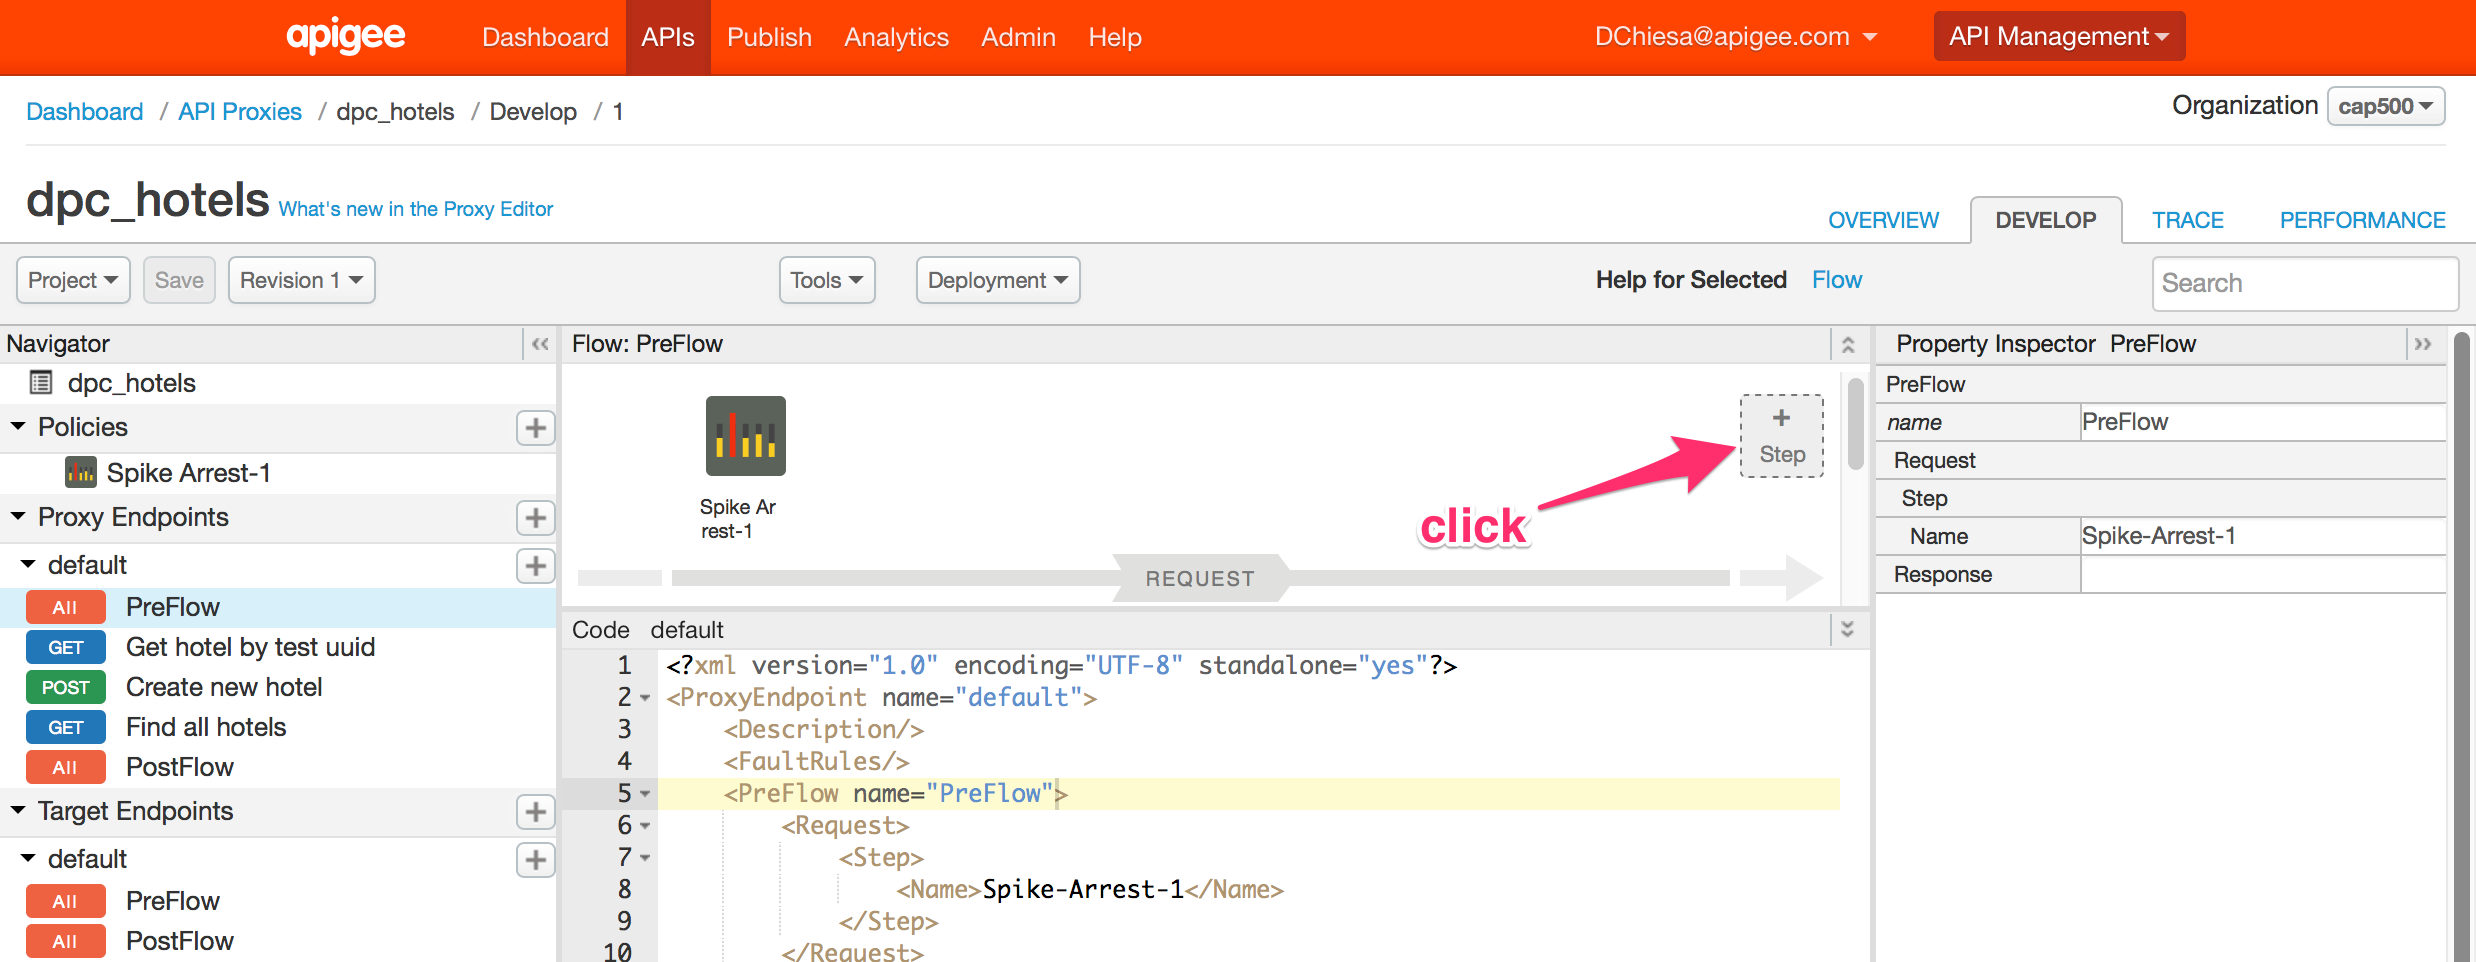 apigee Dashboard APIs Publish Analytics Admin Help DChiesa@apigee.com API Management
Dashboard / API Proxies / dpc_hotels / Develop / 1 Organization cap500
dpc_hotels What's new in the Proxy Editor
OVERVIEW DEVELOP TRACE PERFORMANCE
Project Save Revision 1 Tools Deployment Help for Selected Flow Search
Navigator
dpc_hotels
Policies
Spike Arrest-1
Proxy Endpoints
default
All PreFlow
GET Get hotel by test uuid
POST Create new hotel
GET Find all hotels
All PostFlow
Target Endpoints
default
All PreFlow
All PostFlow
Flow: PreFlow
+
Step
Spike Ar
rest-1
click
REQUEST
Code default
1 <?xml version="1.0" encoding="UTF-8" standalone="yes"?>
2 <ProxyEndpoint name="default">
3 <Description/>
4 <FaultRules/>
5 <PreFlow name="PreFlow">
6 <Request>
7 <Step>
8 <Name>Spike-Arrest-1</Name>
9 </Step>
10 </Request>
Property Inspector PreFlow
PreFlow
name PreFlow
Request
Step
Name Spike-Arrest-1
Response